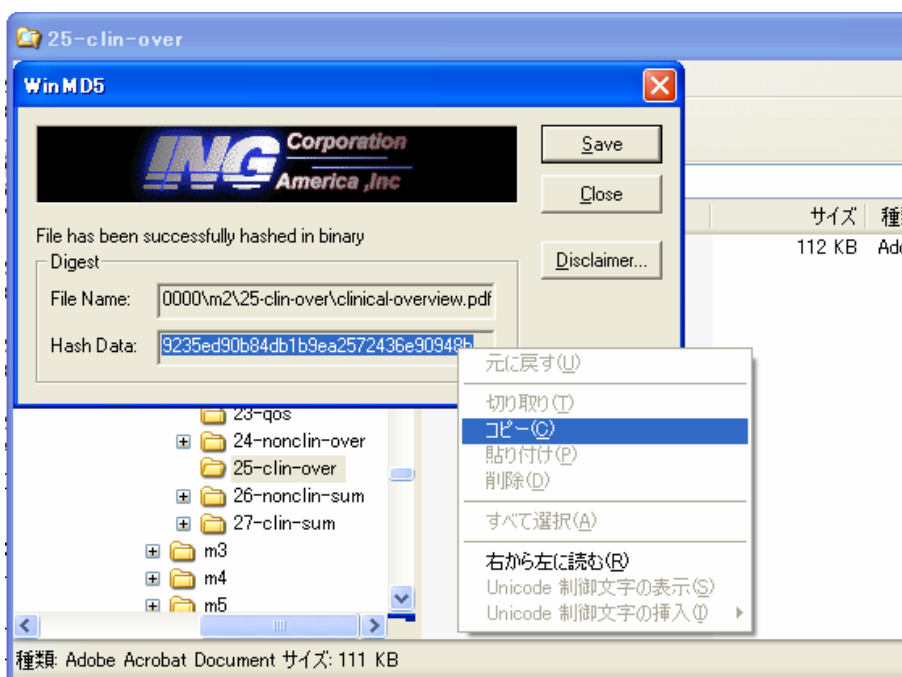 25-clin-over
WinMD5
ING Corporation America ,Inc
Save
Close
Disclaimer...
File has been successfully hashed in binary
Digest
File Name: 0000\m2\25-clin-over\clinical-overview.pdf
Hash Data: 9235ed90b84db1b9ea2572436e90948b
サイズ
112 KB
元に戻す(U)
切り取り(T)
コピー(C)
貼り付け(P)
削除(D)
すべて選択(A)
右から左に読む(R)
Unicode 制御文字の表示(S)
Unicode 制御文字の挿入(I)
23-qos
24-nonclin-over
25-clin-over
26-nonclin-sum
27-clin-sum
m3
m4
m5
種類: Adobe Acrobat Document サイズ: 111 KB